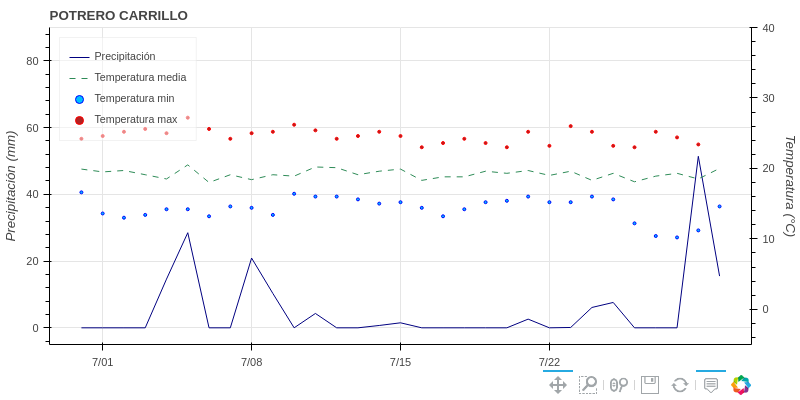 POTRERO CARRILLO
Precipitación
Temperatura media
Temperatura min
Temperatura max
Precipitación (mm)
80
60
40
20
0
40
30
20
10
0
Temperatura (°C)
7/01
7/08
7/15
7/22